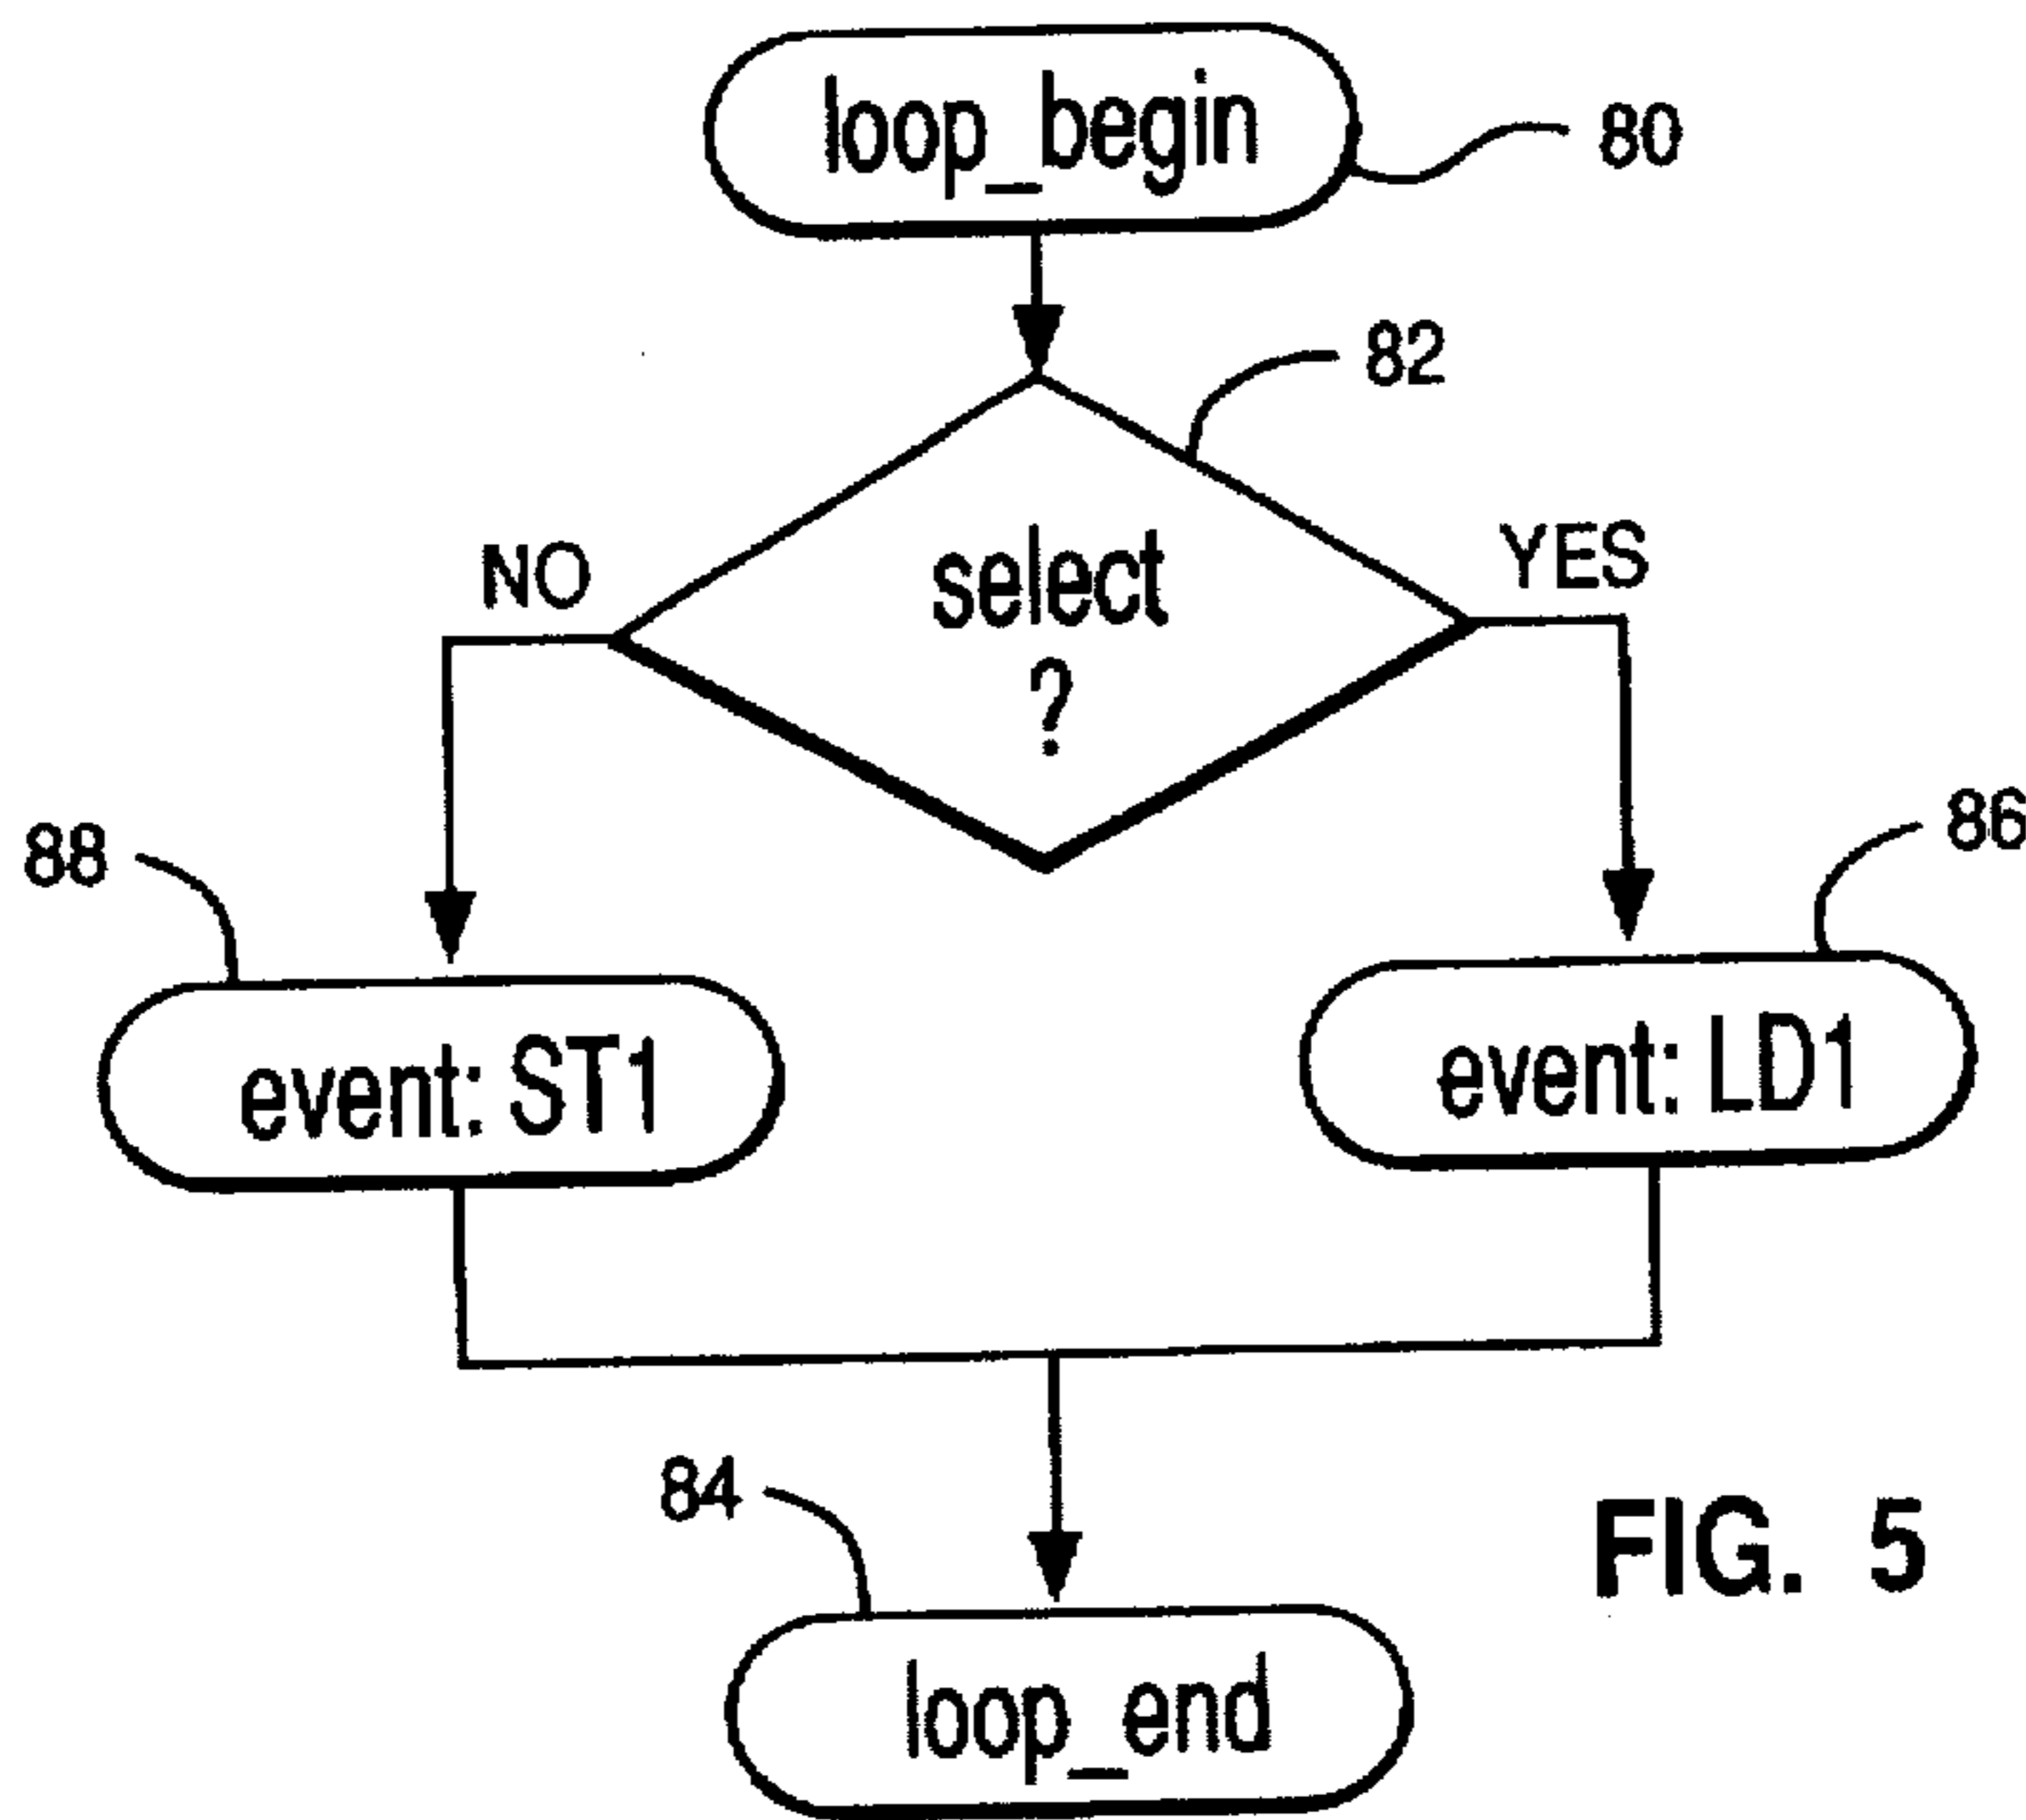 loop_begin
80
82
NO
select
?
YES
88
86
event: ST1
event: LD1
84
FIG. 5
loop_end